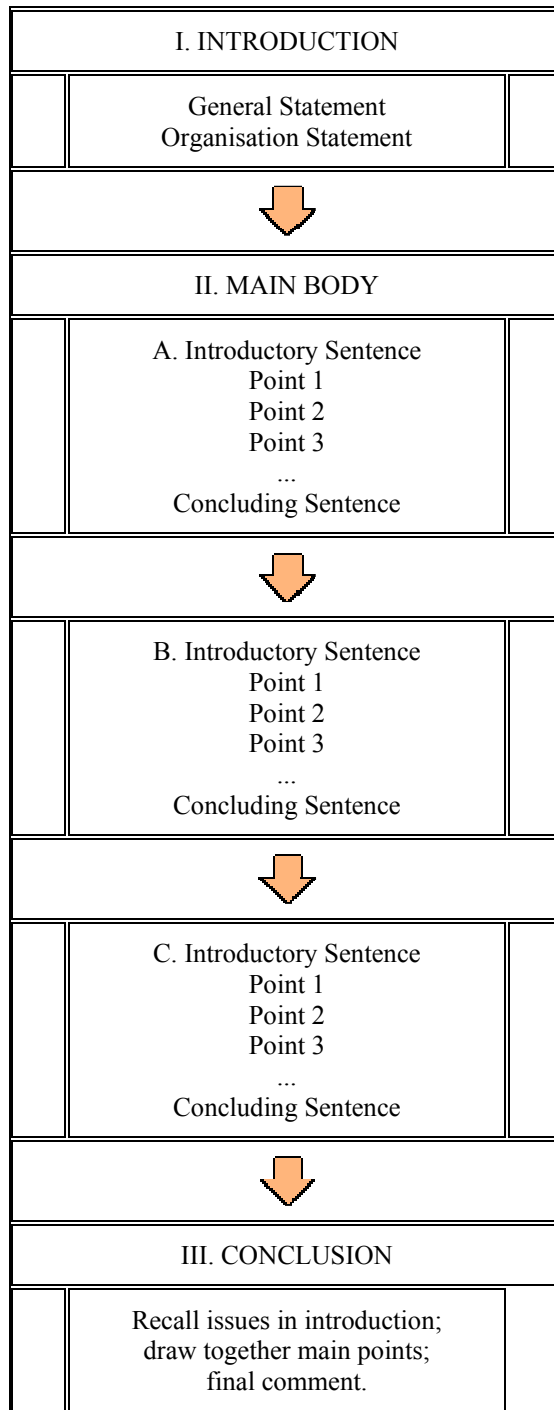 I. INTRODUCTION
General Statement
Organisation Statement
II. MAIN BODY
A. Introductory Sentence
Point 1
Point 2
Point 3
...
Concluding Sentence
B. Introductory Sentence
Point 1
Point 2
Point 3
...
Concluding Sentence
C. Introductory Sentence
Point 1
Point 2
Point 3
...
Concluding Sentence
III. CONCLUSION
Recall issues in introduction;
draw together main points;
final comment.